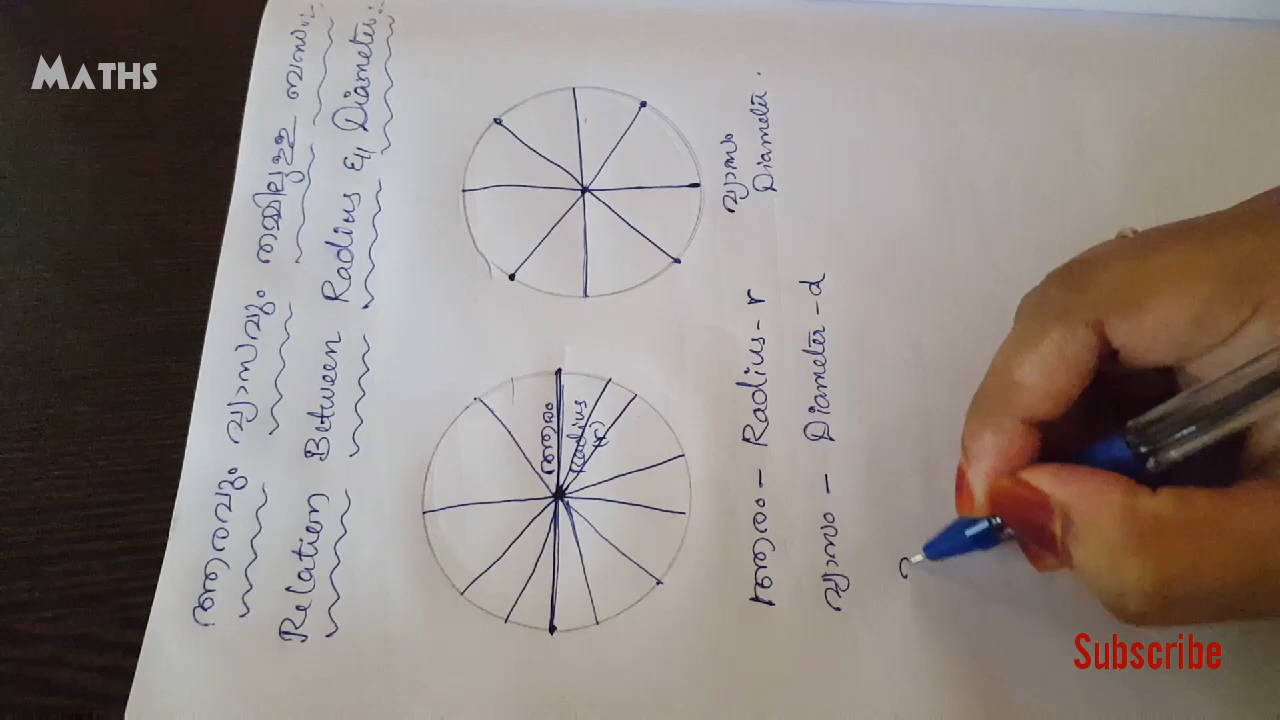 MATHS
ആരവും വ്യാസവും തമ്മിലുള്ള ബന്ധം:
Relation Between Radius & Diameter:
ആരം
Radius
(r)
വ്യാസം
Diameter.
ആരം - Radius - r
വ്യാസം - Diameter - d
Subscribe